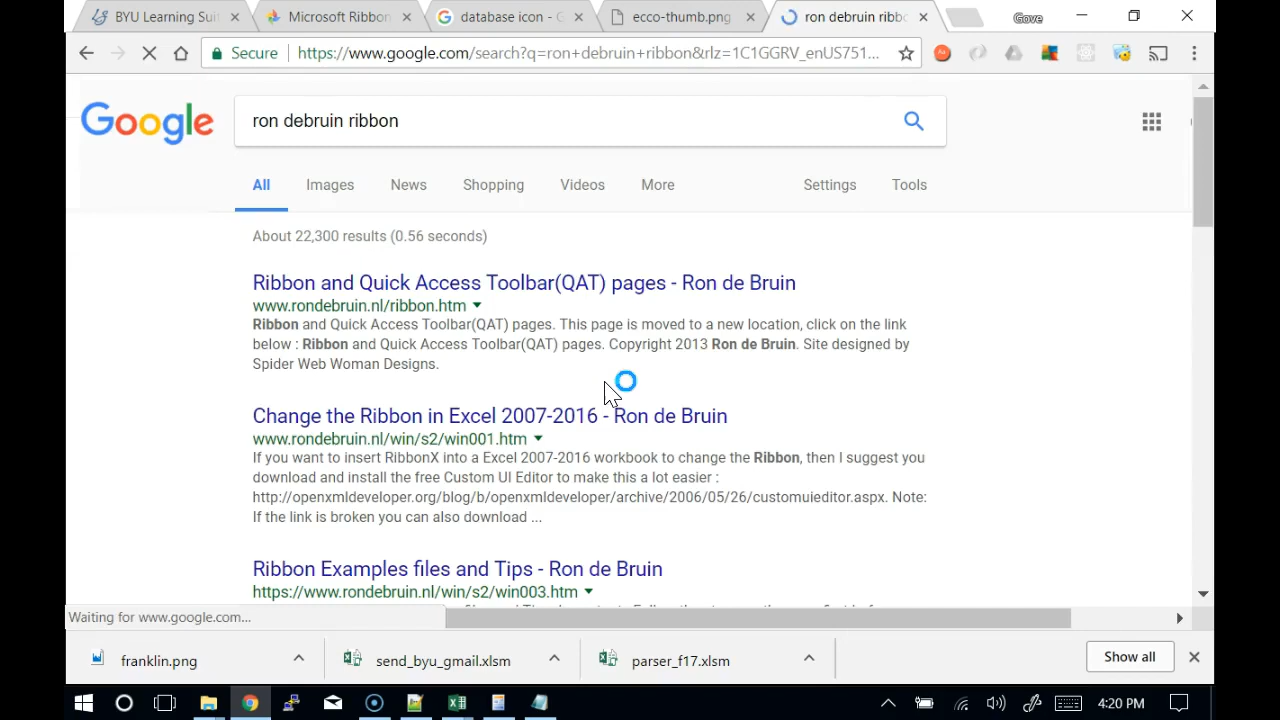 BYU Learning Sui
Microsoft Ribbon
database icon - G
ecco-thumb.png
ron debruin ribbo
Gove
Secure
https://www.google.com/search?q=ron+debruin+ribbon&rlz=1C1GGRV_enUS751...
Google
ron debruin ribbon
All
Images
News
Shopping
Videos
More
Settings
Tools
About 22,300 results (0.56 seconds)
Ribbon and Quick Access Toolbar(QAT) pages - Ron de Bruin
www.rondebruin.nl/ribbon.htm
Ribbon and Quick Access Toolbar(QAT) pages. This page is moved to a new location, click on the link
below : Ribbon and Quick Access Toolbar(QAT) pages. Copyright 2013 Ron de Bruin. Site designed by
Spider Web Woman Designs.
Change the Ribbon in Excel 2007-2016 - Ron de Bruin
www.rondebruin.nl/win/s2/win001.htm
If you want to insert RibbonX into a Excel 2007-2016 workbook to change the Ribbon, then I suggest you
download and install the free Custom UI Editor to make this a lot easier :
http://openxmldeveloper.org/blog/b/openxmldeveloper/archive/2006/05/26/customuieditor.aspx. Note:
If the link is broken you can also download ...
Ribbon Examples files and Tips - Ron de Bruin
https://www.rondebruin.nl/win/s2/win003.htm
Waiting for www.google.com...
franklin.png
send_byu_gmail.xlsm
parser_f17.xlsm
Show all
4:20 PM